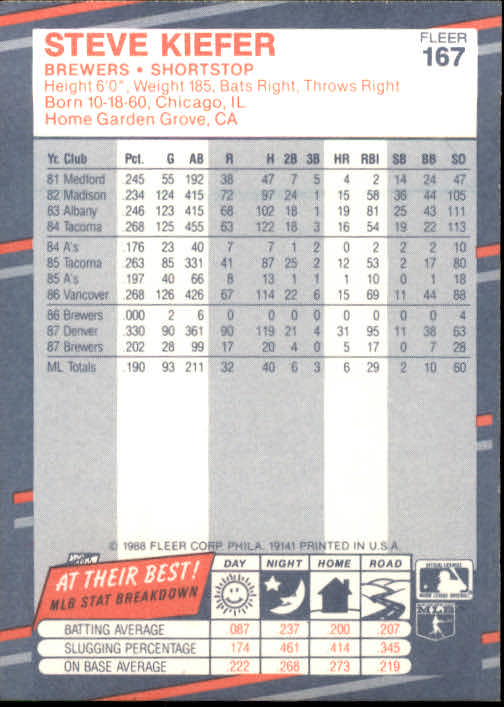 STEVE KIEFER
FLEER
167
BREWERS • SHORTSTOP
Height 6'0", Weight 185, Bats Right, Throws Right
Born 10-18-60, Chicago, IL
Home Garden Grove, CA
Yr. Club Pct. G AB R H 2B 3B HR RBI SB BB SO
81 Medford .245 55 192 38 47 7 5 4 2 14 24 47
82 Madison .234 124 415 72 97 24 1 15 58 36 44 105
83 Albany .246 123 415 68 102 18 1 19 81 25 43 111
84 Tacoma .268 125 455 63 122 18 3 16 54 19 22 113
84 A's .176 23 40 7 7 1 2 0 2 2 2 10
85 Tacoma .263 85 331 41 87 25 2 12 53 2 17 80
85 A's .197 40 66 8 13 1 1 1 10 0 1 18
86 Vancover .268 126 426 67 114 22 6 15 69 11 44 88
86 Brewers .000 2 6 0 0 0 0 0 0 0 0 4
87 Denver .330 90 361 90 119 21 4 31 95 11 38 63
87 Brewers .202 28 99 17 20 4 0 5 17 0 7 28
ML Totals .190 93 211 32 40 6 3 6 29 2 10 60
© 1988 FLEER CORP. PHILA. 19141 PRINTED IN U.S.A.
AT THEIR BEST!
MLB STAT BREAKDOWN
DAY NIGHT HOME ROAD
BATTING AVERAGE .087 .237 .200 .207
SLUGGING PERCENTAGE 174 .461 .414 .345
ON BASE AVERAGE .222 .268 .273 .219
MLB